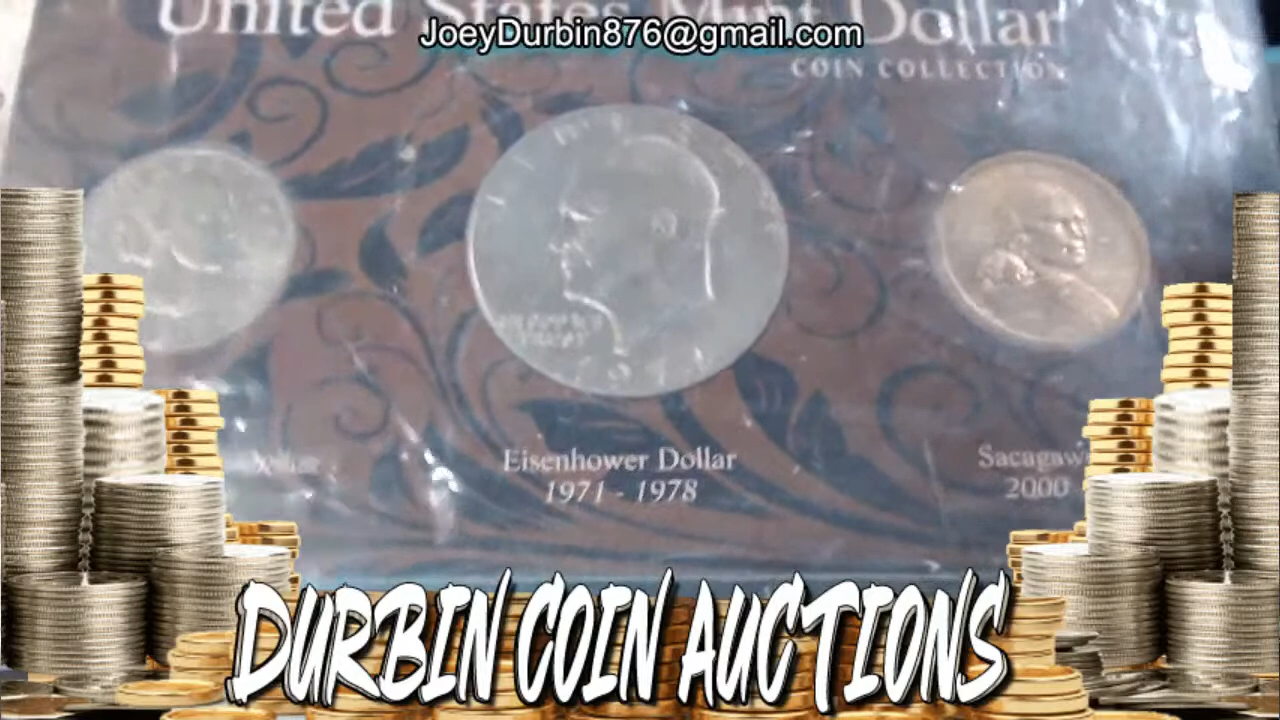 United States Mint Dollar
JoeyDurbin876@gmail.com
COIN COLLECTION
Eisenhower Dollar
1971 - 1978
2000
DURBIN COIN AUCTIONS